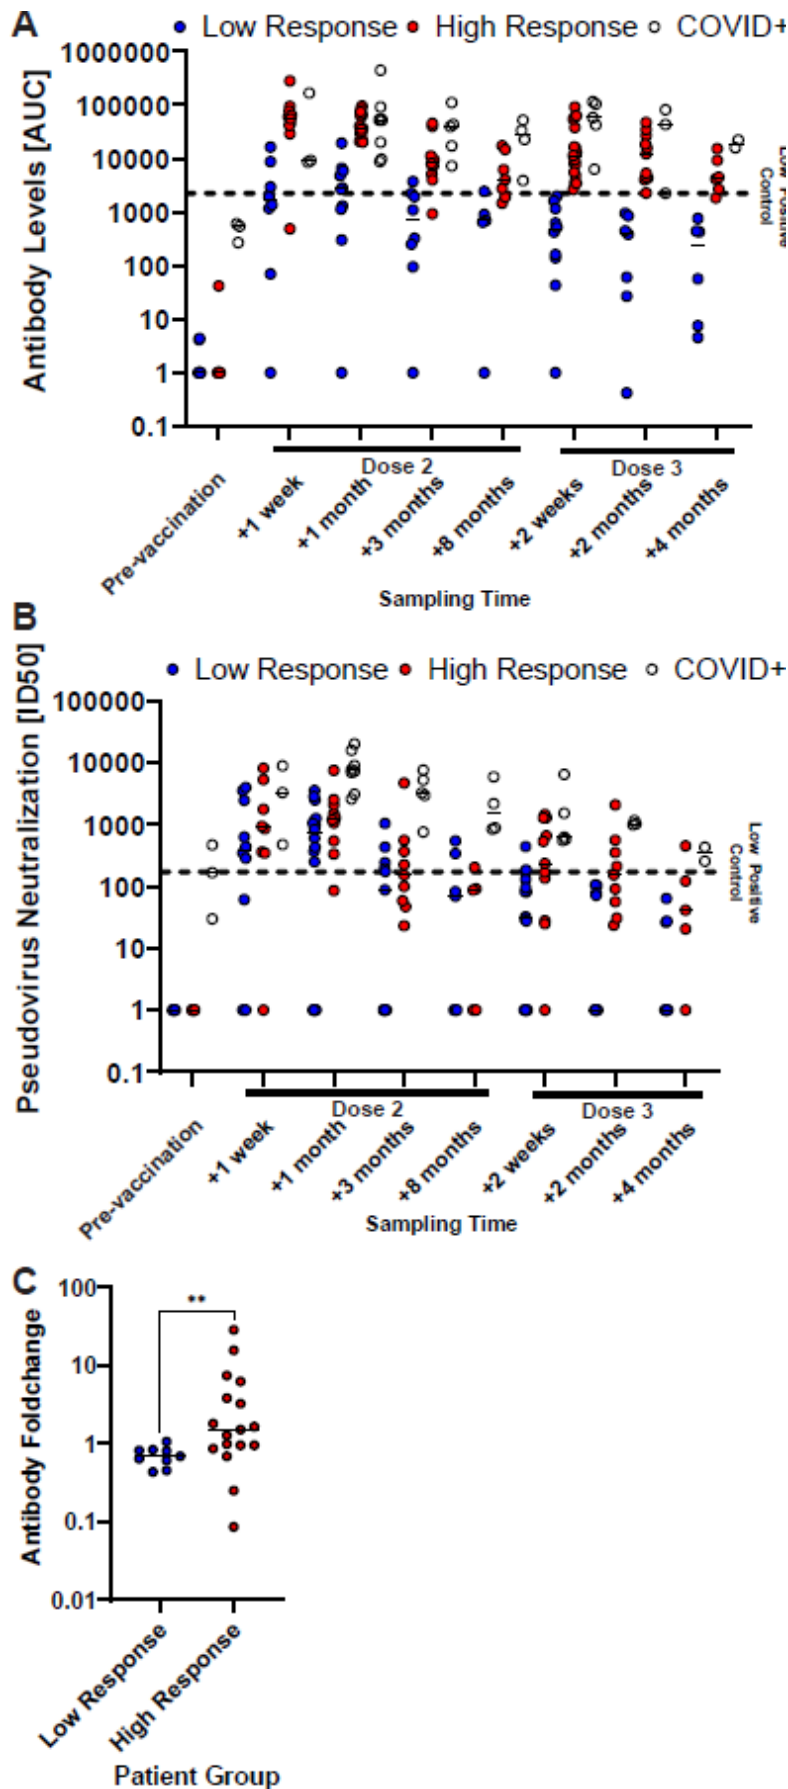 A
Low Response High Response COVID+
Antibody Levels [AUC]
1000000
100000
10000
1000
100
10
1
0.1
Low Positive
Control
Dose 2 Dose 3
Pre-vaccination +1 week +1 month +3 months +8 months +2 weeks +2 months +4 months
Sampling Time
B
Low Response High Response COVID+
Pseudovirus Neutralization [ID50]
100000
10000
1000
100
10
1
0.1
Low Positive
Control
Dose 2 Dose 3
Pre-vaccination +1 week +1 month +3 months +8 months +2 weeks +2 months +4 months
Sampling Time
C
Antibody Foldchange
100
10
1
0.1
0.01
**
Low Response High Response
Patient Group